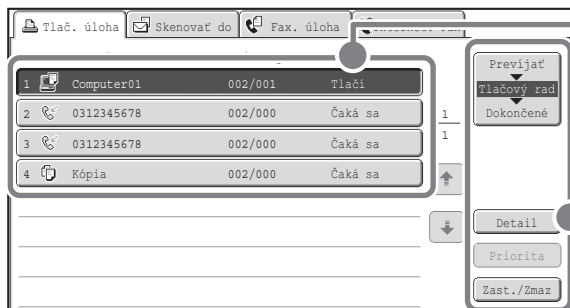 Tlač. úloha Skenovať do Fax. úloha
1 Computer01 002/001 Tlačí
2 0312345678 002/000 Čaká sa
3 0312345678 002/000 Čaká sa
4 Kópia 002/000 Čaká sa
1
1
Prevíjať
Tlačový rad
Dokončené
Detail
Priorita
Zast./Zmaz